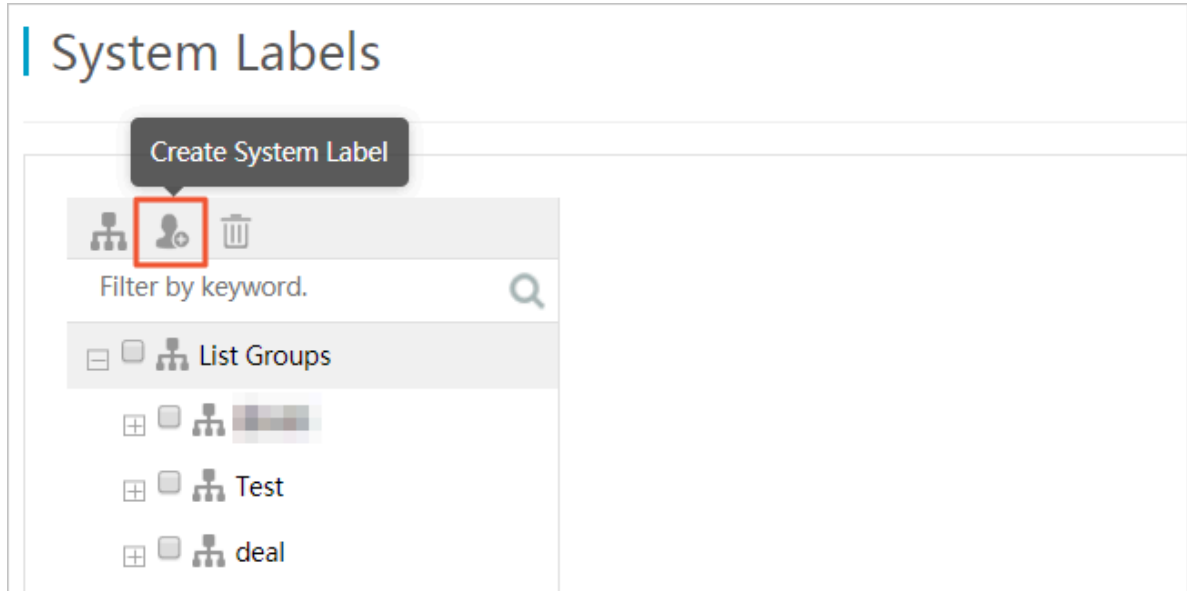 System Labels
Create System Label
Filter by keyword.
List Groups
Test
deal